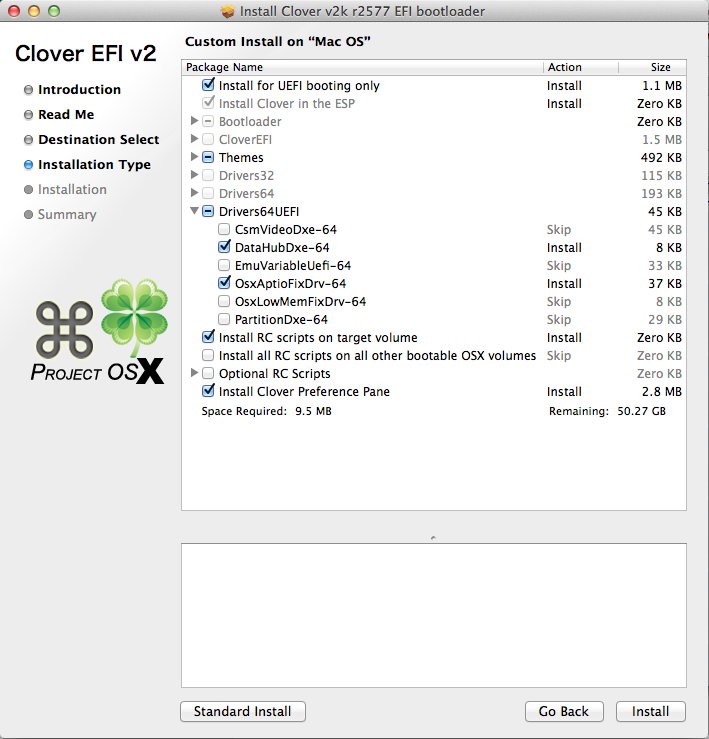 Install Clover v2k r2577 EFI bootloader
Clover EFI v2
Introduction
Read Me
Destination Select
Installation Type
Installation
Summary
PROJECT OSX
Custom Install on “Mac OS”
Package Name Action Size
Install for UEFI booting only Install 1.1 MB
Install Clover in the ESP Install Zero KB
Bootloader Zero KB
CloverEFI 1.5 MB
Themes 492 KB
Drivers32 115 KB
Drivers64 193 KB
Drivers64UEFI 45 KB
CsmVideoDxe-64 Skip 45 KB
DataHubDxe-64 Install 8 KB
EmuVariableUefi-64 Skip 33 KB
OsxAptioFixDrv-64 Install 37 KB
OsxLowMemFixDrv-64 Skip 8 KB
PartitionDxe-64 Skip 29 KB
Install RC scripts on target volume Install Zero KB
Install all RC scripts on all other bootable OSX volumes Skip Zero KB
Optional RC Scripts Zero KB
Install Clover Preference Pane Install 2.8 MB
Space Required: 9.5 MB Remaining: 50.27 GB
Standard Install Go Back Install